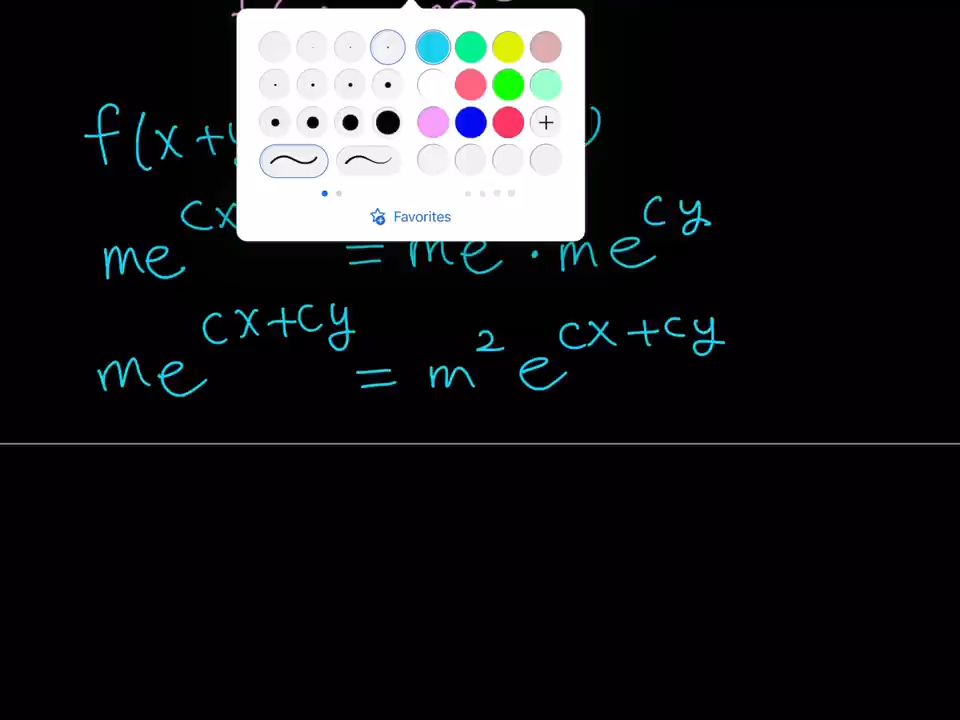 f(x+y )
Favorites
me^cx = me · me^cy
me^cx+cy = m^2 e^cx+cy